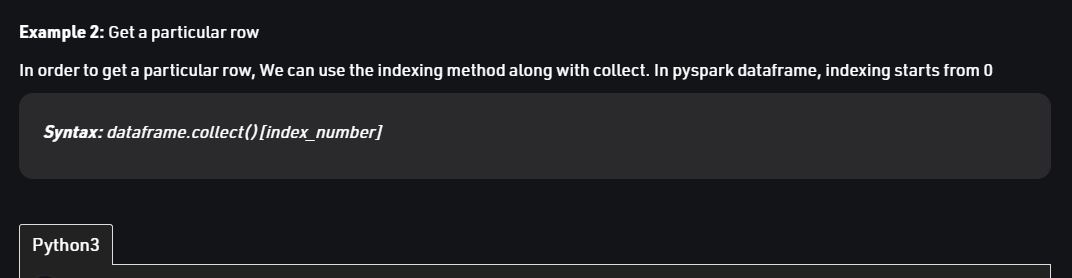 Example 2: Get a particular row
In order to get a particular row, We can use the indexing method along with collect. In pyspark dataframe, indexing starts from 0
Syntax: dataframe.collect()[index_number]
Python3